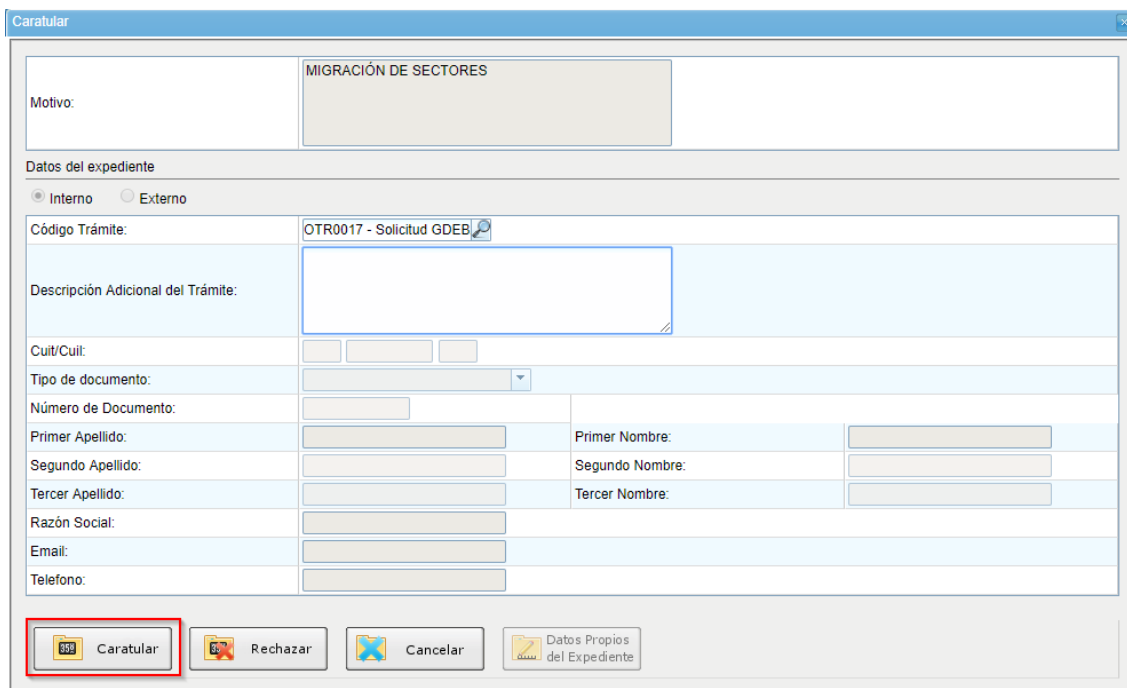 Caratular
MIGRACIÓN DE SECTORES
Motivo:
Datos del expediente
Interno Externo
Código Trámite: OTR0017 - Solicitud GDEB
Descripción Adicional del Trámite:
Cuit/Cuil:
Tipo de documento:
Número de Documento:
Primer Apellido: Primer Nombre:
Segundo Apellido: Segundo Nombre:
Tercer Apellido: Tercer Nombre:
Razón Social:
Email:
Telefono:
Caratular Rechazar Cancelar Datos Propios
del Expediente